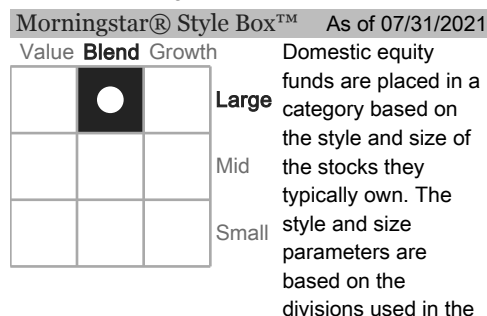 Morningstar® Style Box™ As of 07/31/2021
Value Blend Growth
Large
Mid
Small
Domestic equity
funds are placed in a
category based on
the style and size of
the stocks they
typically own. The
style and size
parameters are
based on the
divisions used in the